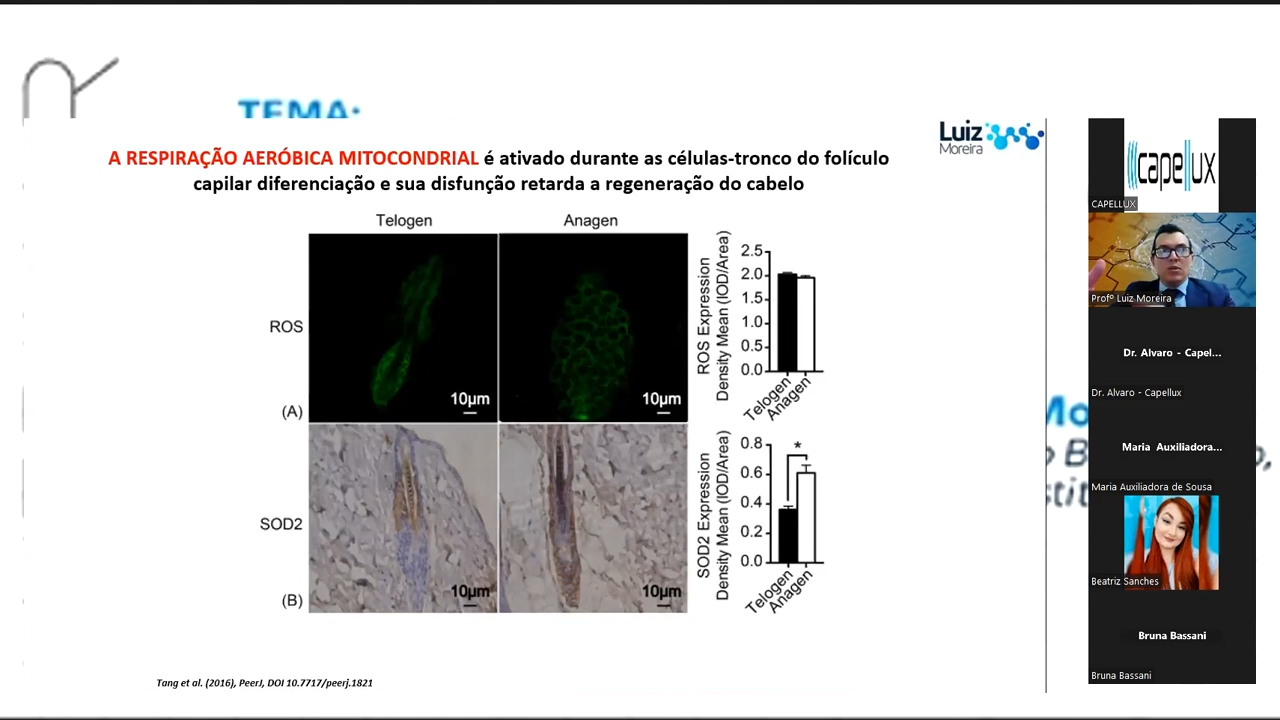 TEMA:
Luiz
Moreira
A RESPIRAÇÃO AERÓBICA MITOCONDRIAL é ativado durante as células-tronco do folículo
capilar diferenciação e sua disfunção retarda a regeneração do cabelo
Telogen
Anagen
ROS
(A)
10μm
10μm
ROS Expression
Density Mean (IOD/Area)
2.5
2.0
1.5
1.0
0.5
0.0
Telogen
Anagen
SOD2
(B)
10μm
10μm
SOD2 Expression
Density Mean (IOD/Area)
0.8
0.6
0.4
0.2
0.0
*
Telogen
Anagen
Tang et al. (2016), PeerJ, DOI 10.7717/peerj.1821
capellux
CAPELLUX
Profº Luiz Moreira
Dr. Alvaro - Capel...
Dr. Alvaro - Capellux
Maria Auxiliadora...
Maria Auxiliadora de Sousa
Beatriz Sanches
Bruna Bassani
Bruna Bassani